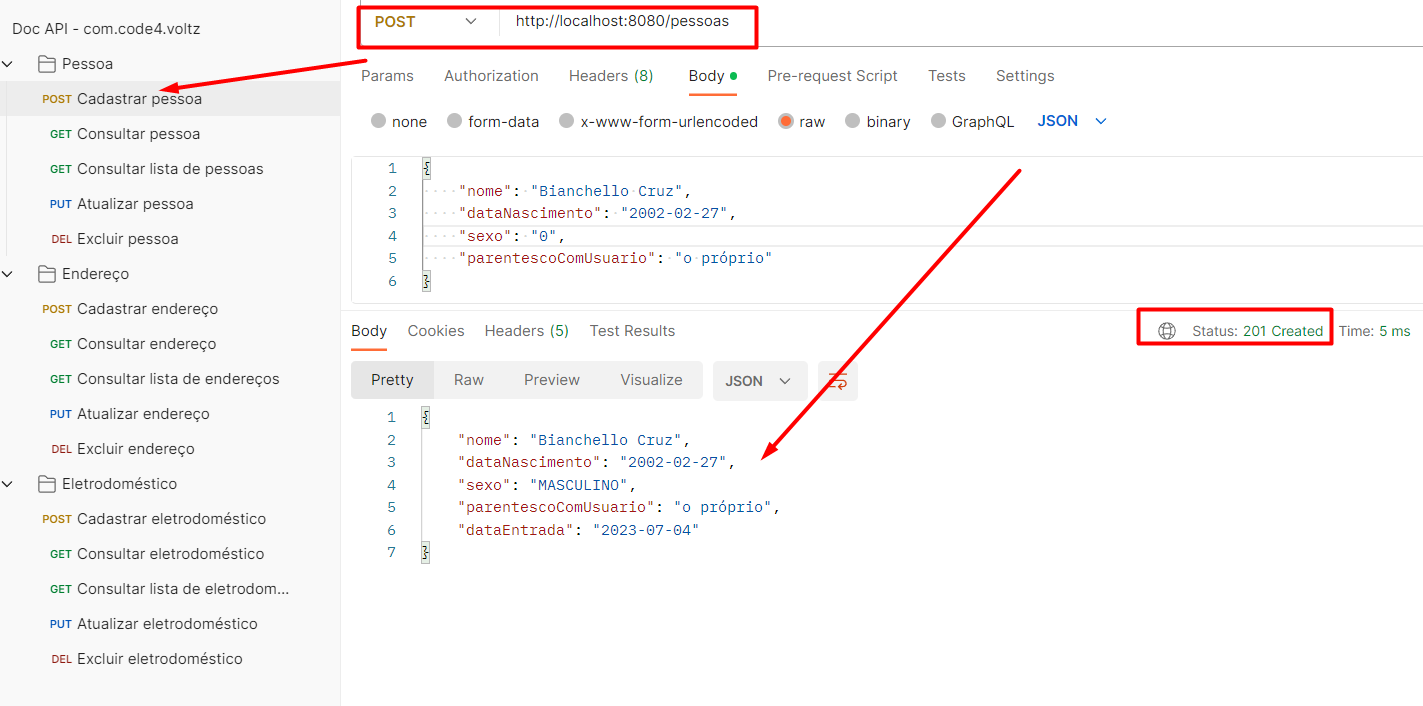 Doc API - com.code4.voltz
Pessoa
POST Cadastrar pessoa
GET Consultar pessoa
GET Consultar lista de pessoas
PUT Atualizar pessoa
DEL Excluir pessoa
Endereço
POST Cadastrar endereço
GET Consultar endereço
GET Consultar lista de endereços
PUT Atualizar endereço
DEL Excluir endereço
Eletrodoméstico
POST Cadastrar eletrodoméstico
GET Consultar eletrodoméstico
GET Consultar lista de eletrodom...
PUT Atualizar eletrodoméstico
DEL Excluir eletrodoméstico
POST http://localhost:8080/pessoas
Params Authorization Headers (8) Body Pre-request Script Tests Settings
none form-data x-www-form-urlencoded raw binary GraphQL JSON
1 {
2 "nome": "Bianchello Cruz",
3 "dataNascimento": "2002-02-27",
4 "sexo": "0",
5 "parentescoComUsuario": "o próprio"
6 }
Body Cookies Headers (5) Test Results Status: 201 Created Time: 5 ms
Pretty Raw Preview Visualize JSON
1 {
2 "nome": "Bianchello Cruz",
3 "dataNascimento": "2002-02-27",
4 "sexo": "MASCULINO",
5 "parentescoComUsuario": "o próprio",
6 "dataEntrada": "2023-07-04"
7 }